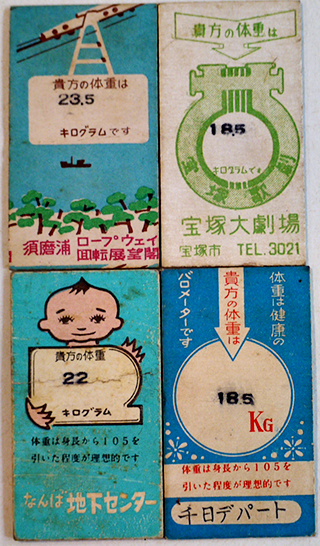 貴方の体重は
23.5
キログラムです
須磨浦 ロープウェイ
回転展望閣
貴方の体重は
18.5
キログラムです
宝塚歌劇
宝塚大劇場
宝塚市 TEL.3021
貴方の体重
22
キログラム
体重は身長から105を
引いた程度が理想的です
なんば地下センター
体重は健康の
バロメーターです
貴方の体重は
18.5
KG
体重は身長から105を
引いた程度が理想的です
千日デパート